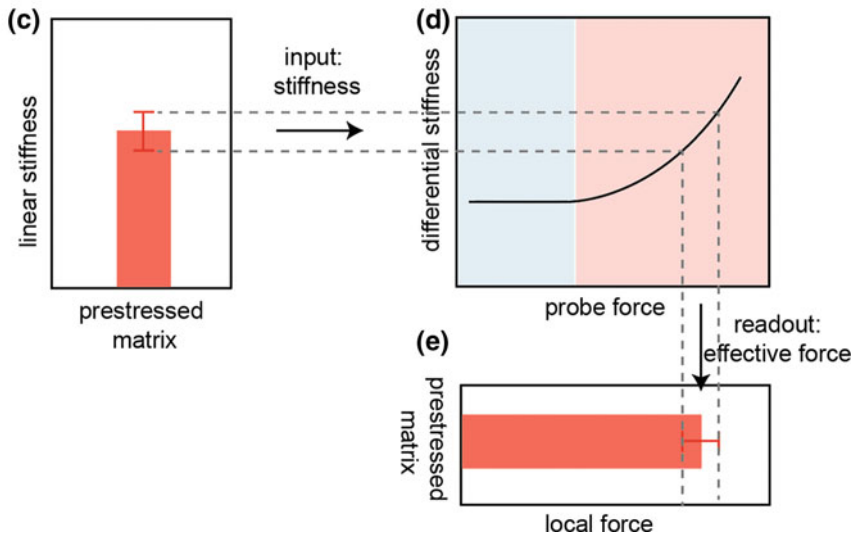 (c)
linear stiffness
prestressed
matrix
input:
stiffness
(d)
differential stiffness
probe force
readout:
effective force
(e)
prestressed
matrix
local force